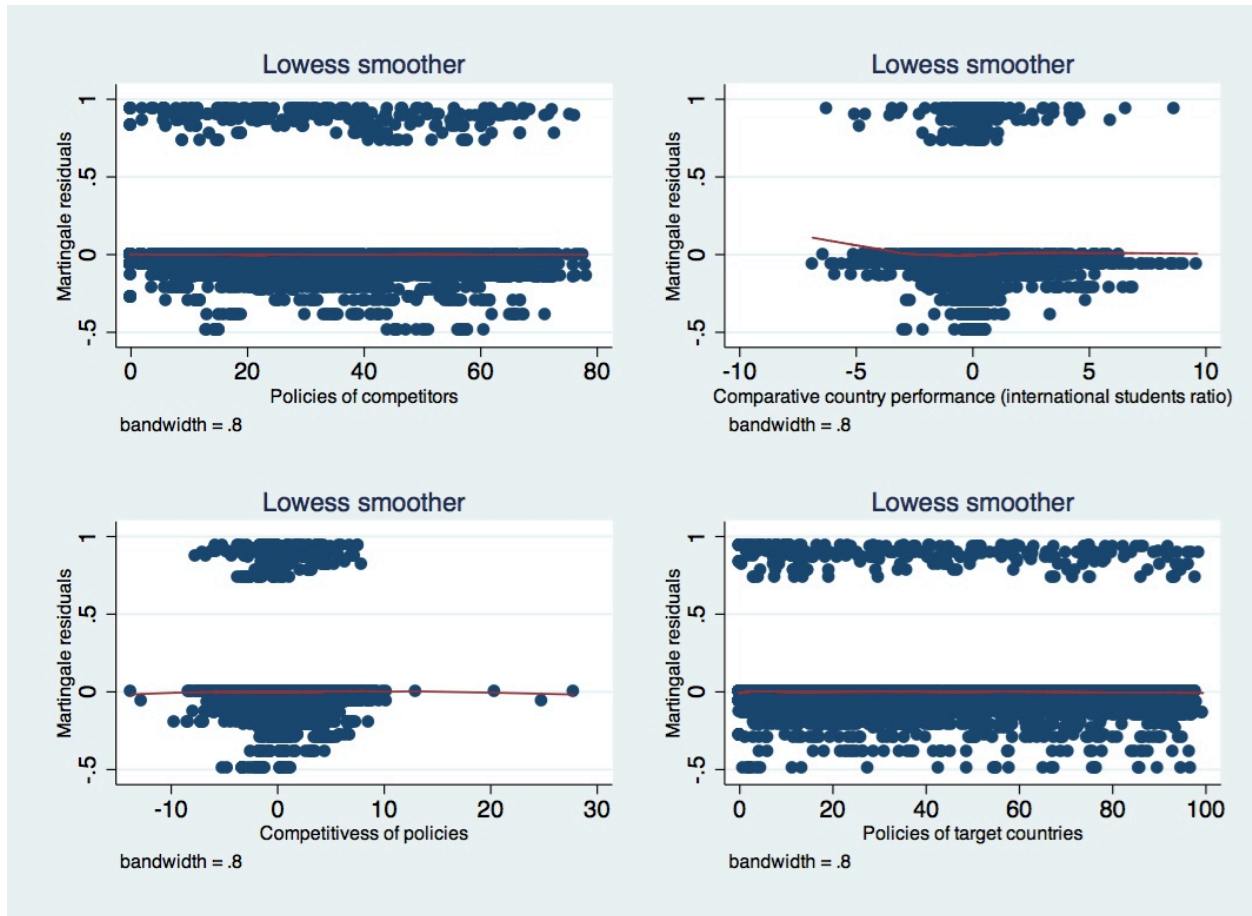 Lowess smoother
Martingale residuals
1
.5
0
-.5
0 20 40 60 80
Policies of competitors
bandwidth = .8
Lowess smoother
Martingale residuals
1
.5
0
-.5
-10 -5 0 5 10
Comparative country performance (international students ratio)
bandwidth = .8
Lowess smoother
Martingale residuals
1
.5
0
-.5
-10 0 10 20 30
Competitivess of policies
bandwidth = .8
Lowess smoother
Martingale residuals
1
.5
0
-.5
0 20 40 60 80 100
Policies of target countries
bandwidth = .8